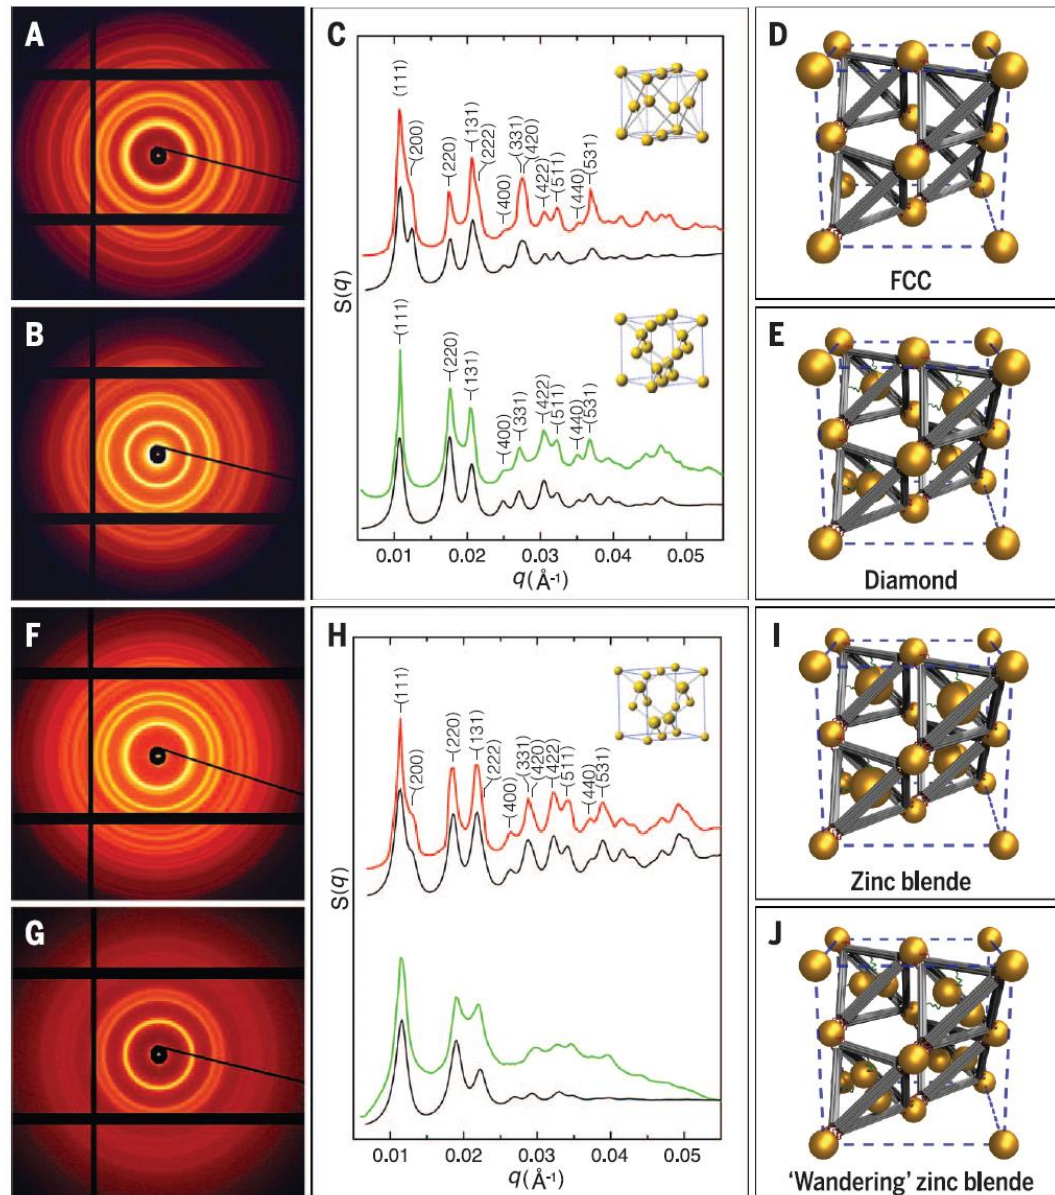 A
B
C
(111)
(200)
(220)
(131)
(222)
(400)
(331)
(420)
(422)
(511)
(440)
(531)
S(q)
(111)
(220)
(131)
(400)
(331)
(422)
(511)
(440)
(531)
0.01 0.02 0.03 0.04 0.05
q(Å⁻¹)
D
FCC
E
Diamond
F
G
H
(111)
(200)
(220)
(131)
(222)
(400)
(331)
(420)
(422)
(511)
(440)
(531)
S(q)
0.01 0.02 0.03 0.04 0.05
q(Å⁻¹)
I
Zinc blende
J
‘Wandering’ zinc blende